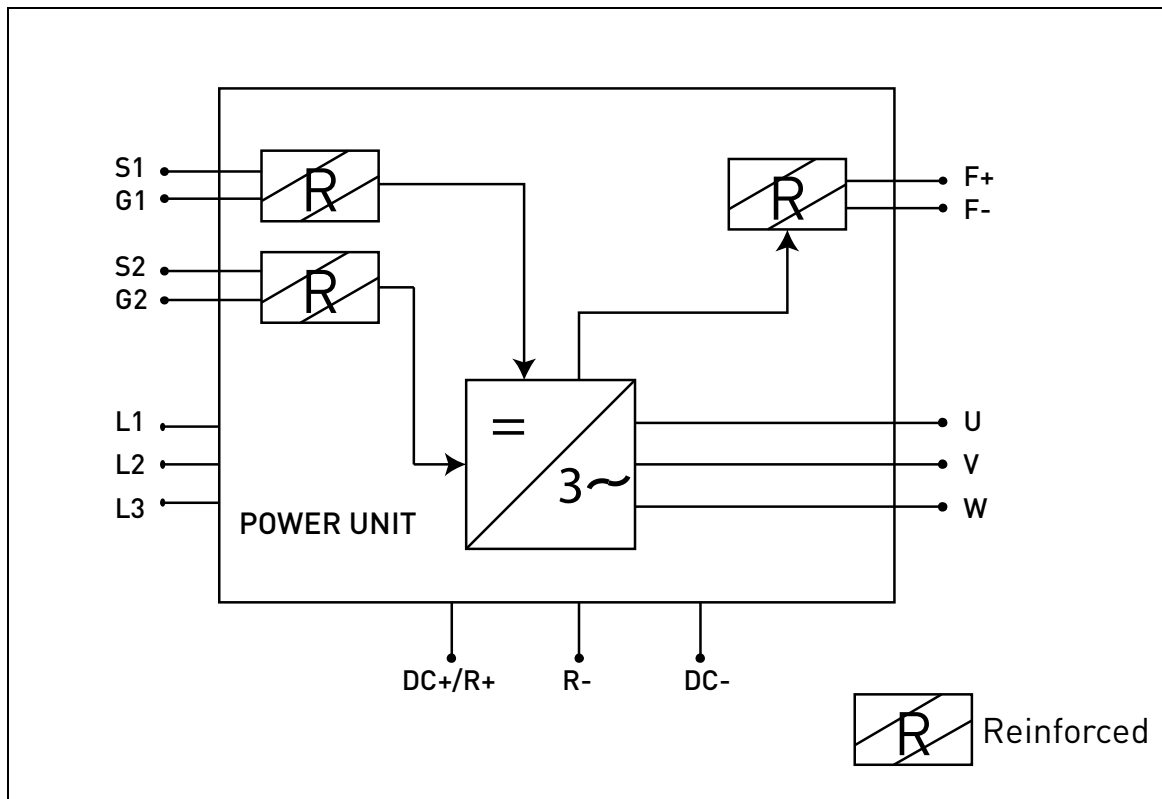 S1
G1
R
S2
G2
R
R
F+
F-
L1
L2
L3
POWER UNIT
=
3~
U
V
W
DC+/R+
R-
DC-
R
Reinforced